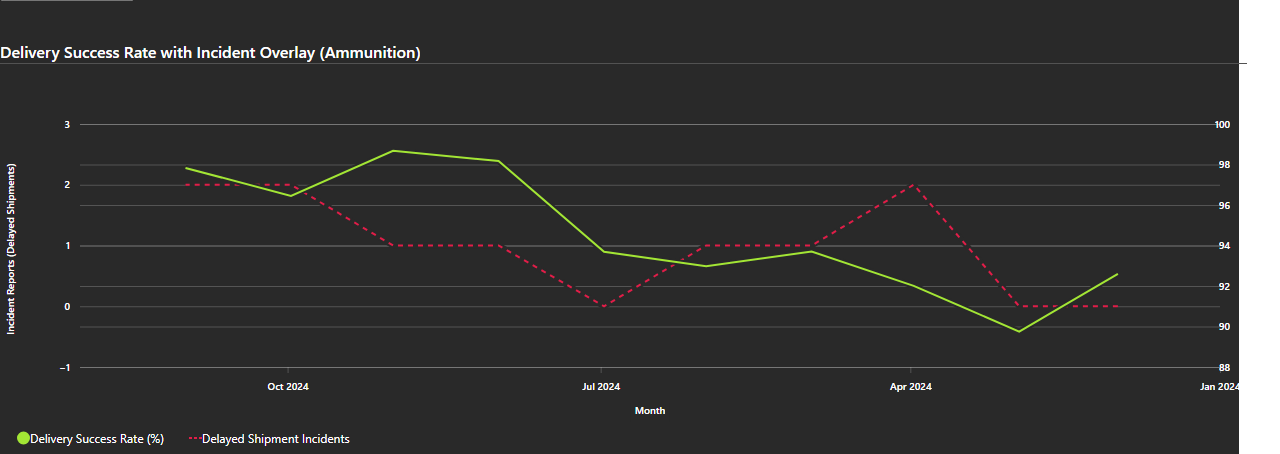 Delivery Success Rate with Incident Overlay (Ammunition)
3
100
98
2
96
1
94
92
0
90
−1
88
Incident Reports (Delayed Shipments)
Oct 2024
Jul 2024
Apr 2024
Jan 2024
Month
Delivery Success Rate (%)
Delayed Shipment Incidents